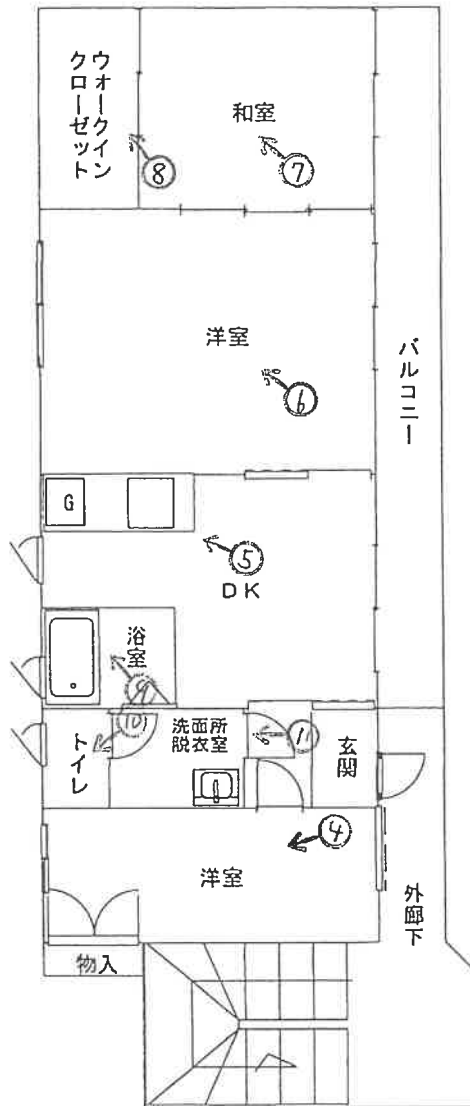 ウォークイン
クローゼット
和室
⑧
⑦
洋室
⑥
バルコニー
G
⑤
DK
浴室
⑨
⑩
洗面所
脱衣室
⑪
トイレ
玄関
④
洋室
外廊下
物入